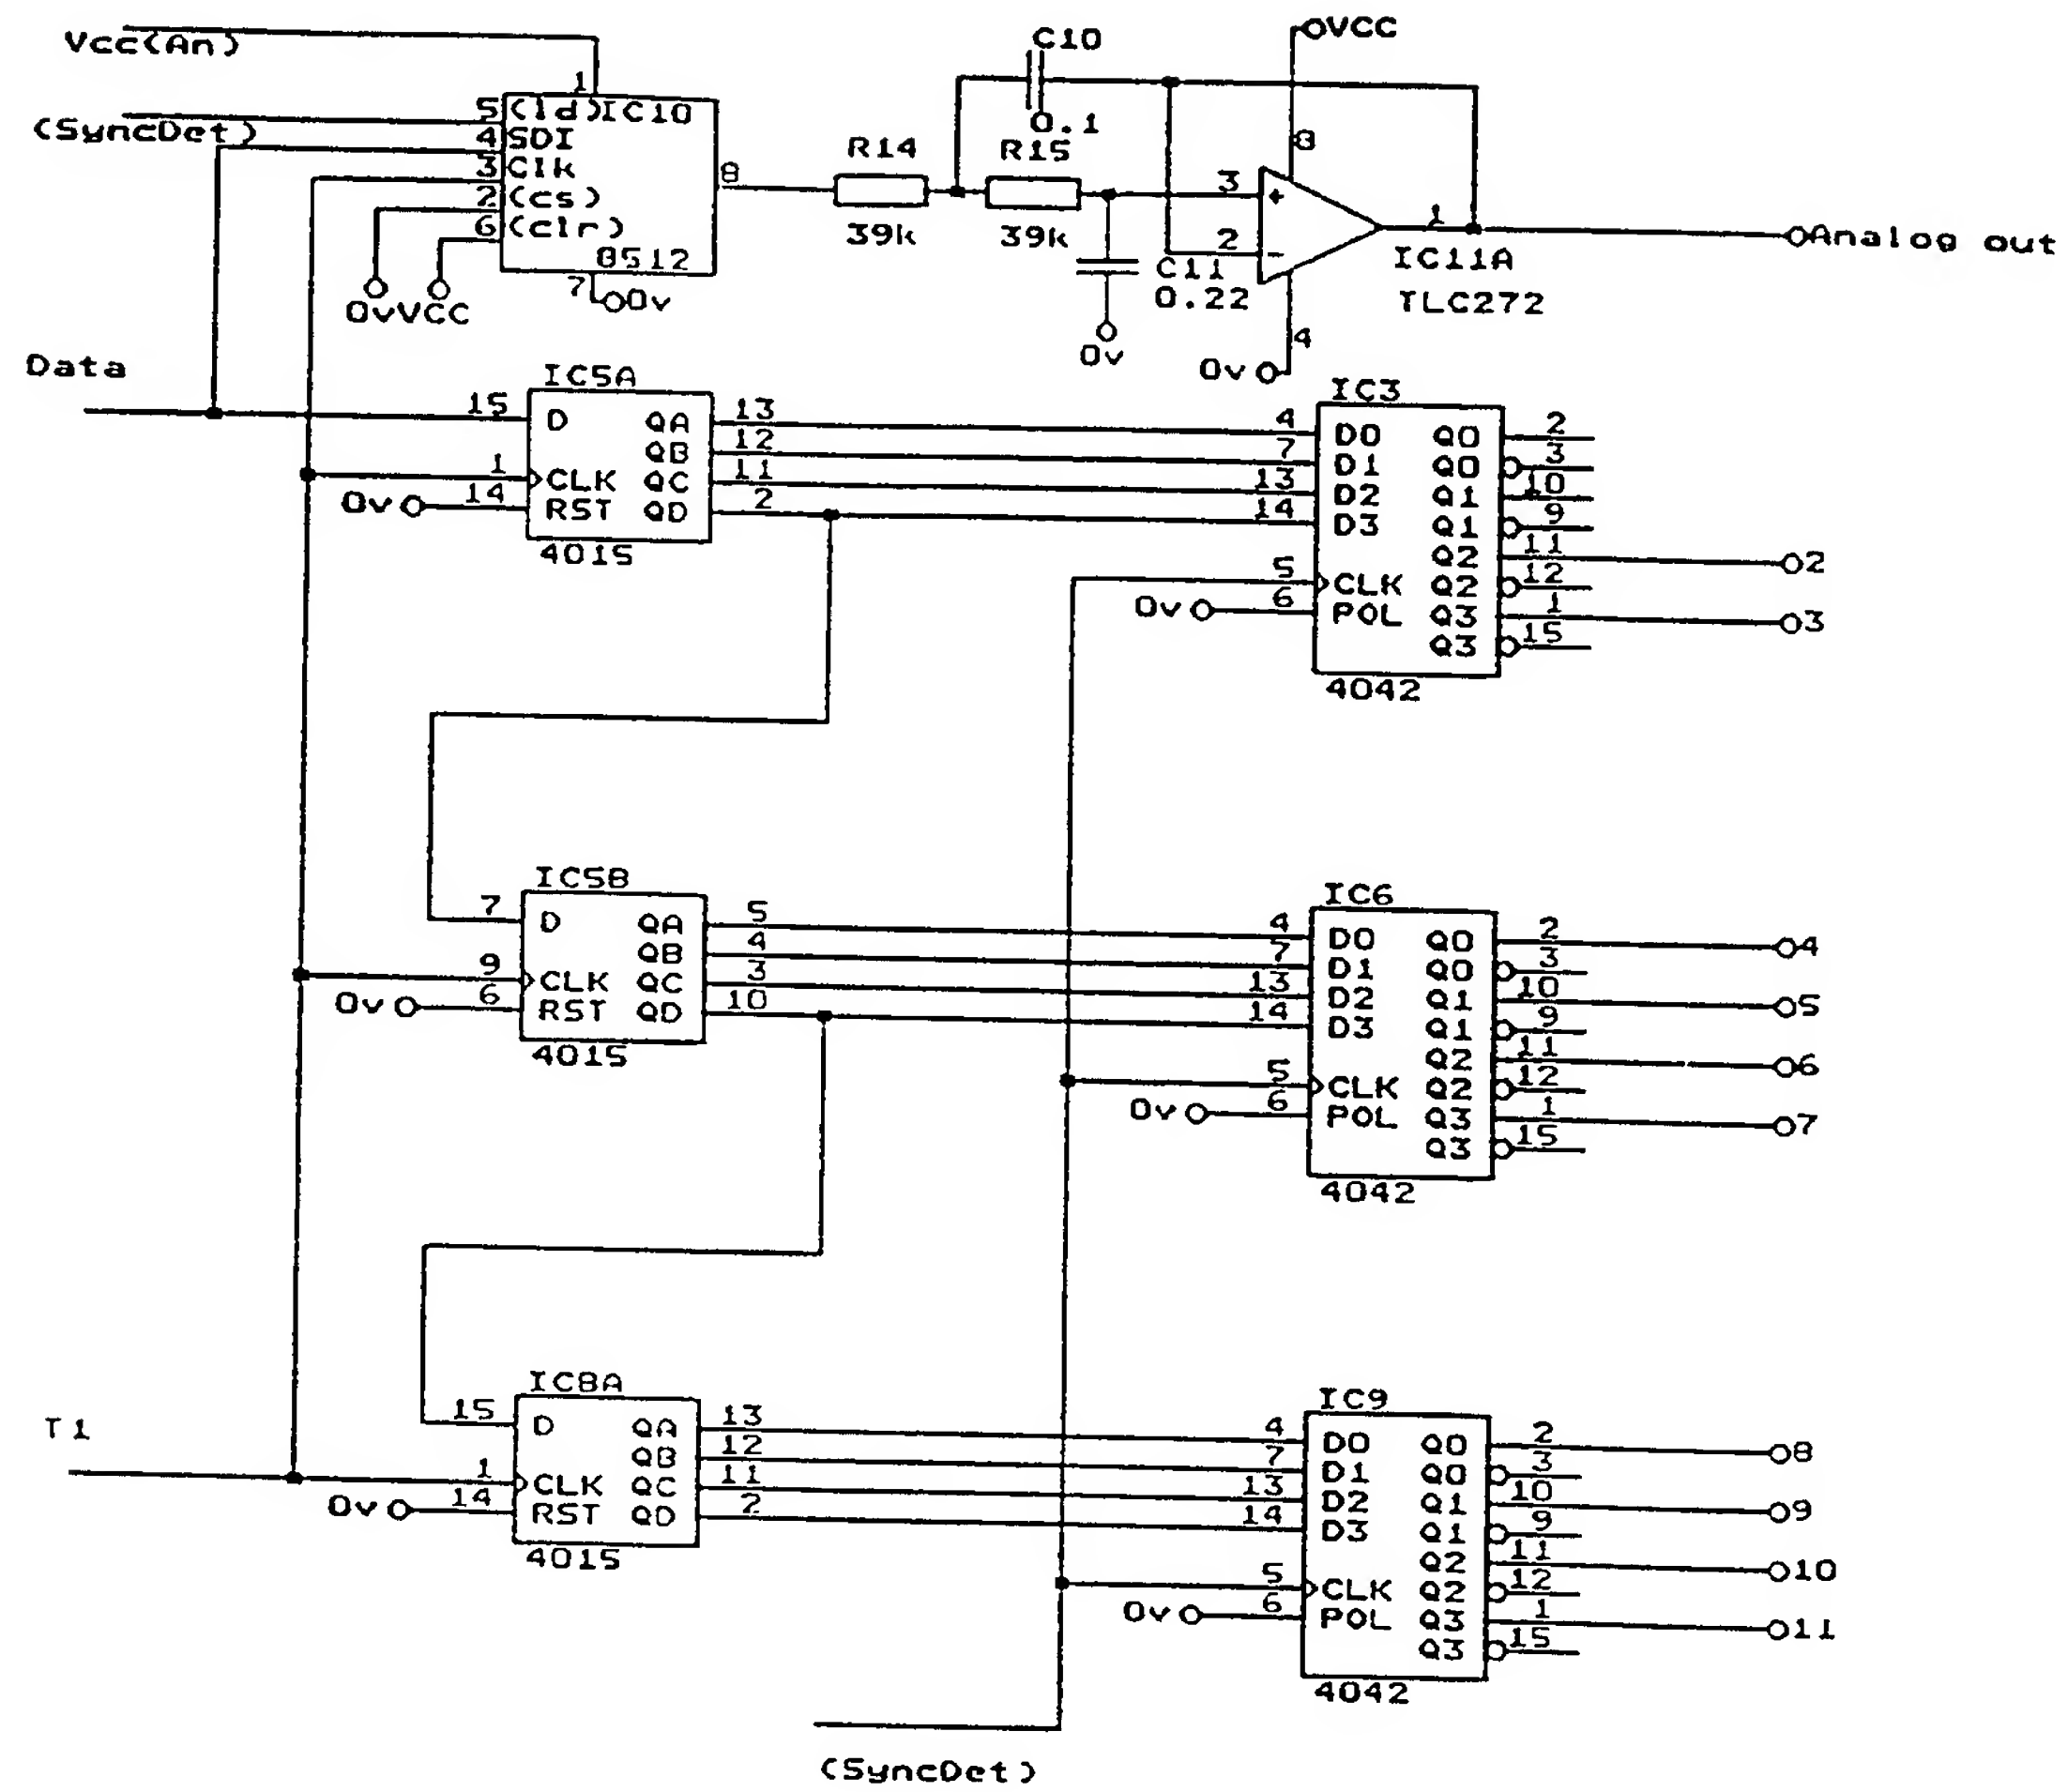 Vcc(An)
1
5 (ld) IC10
(SyncDet)
4 SDI
3 Clk
2 (cs)
6 (clr)
8512
8
7
0v
0v VCC
R14
39k
R15
39k
C10
0.1
C11
0.22
0v
VCC
8
3 +
2 -
1
4
0v
IC11A
TLC272
Analog out
Data
IC5A
15 D QA 13
QB 12
1 CLK QC 11
0v 14 RST QD 2
4015
IC3
4 D0 Q0 2
7 D1 Q0 3
13 D2 Q1 10
14 D3 Q1 9
Q2 11 2
5 CLK Q2 12
0v 6 POL Q3 1 3
Q3 15
4042
IC5B
7 D QA 5
QB 4
9 CLK QC 3
0v 6 RST QD 10
4015
IC6
4 D0 Q0 2 4
7 D1 Q0 3
13 D2 Q1 10 5
14 D3 Q1 9
Q2 11 6
5 CLK Q2 12
0v 6 POL Q3 1 7
Q3 15
4042
T1
IC8A
15 D QA 13
QB 12
1 CLK QC 11
0v 14 RST QD 2
4015
IC9
4 D0 Q0 2 8
7 D1 Q0 3
13 D2 Q1 10 9
14 D3 Q1 9
Q2 11 10
5 CLK Q2 12
0v 6 POL Q3 1 11
Q3 15
4042
(SyncDet)